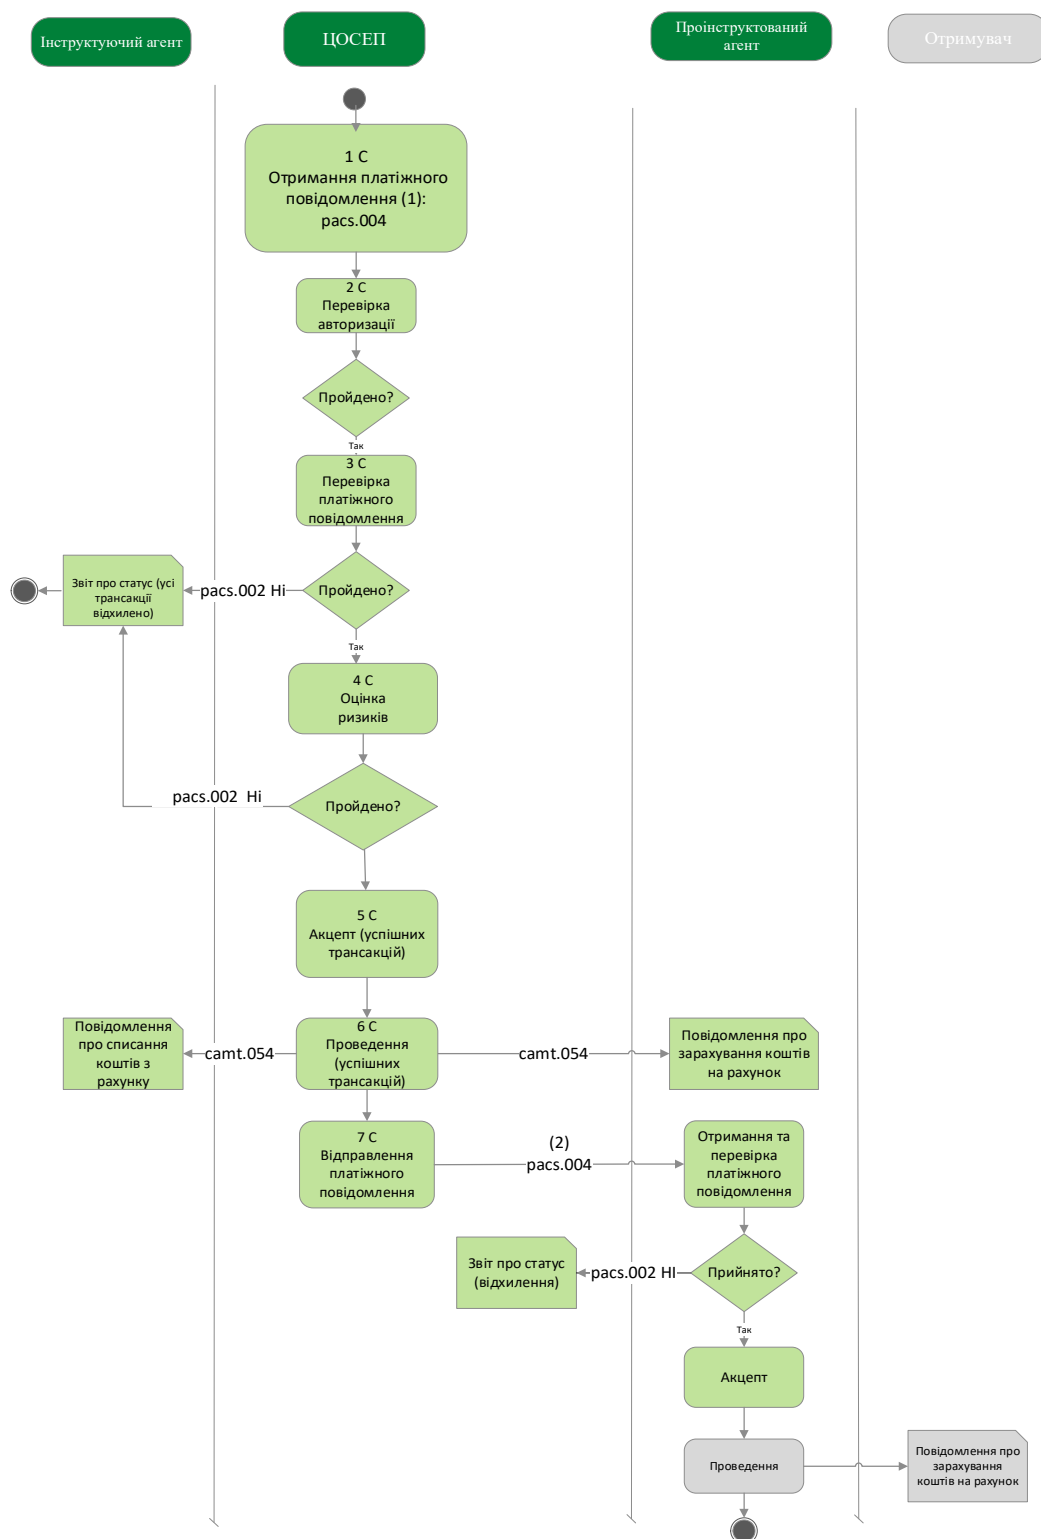 Інструктуючий агент
ЦОСЕП
Проінструктований
агент
Отримувач
1 С
Отримання платіжного
повідомлення (1):
pacs.004
2 С
Перевірка
авторизації
Пройдено?
Так
3 С
Перевірка
платіжного
повідомлення
Звіт про статус (усі
трансакції
відхилено)
pacs.002 Ні
Пройдено?
Так
4 С
Оцінка
ризиків
pacs.002 Ні
Пройдено?
5 С
Акцепт (успішних
трансакцій)
Повідомлення
про списання
коштів з
рахунку
camt.054
6 С
Проведення
(успішних
трансакцій)
camt.054
Повідомлення про
зарахування коштів
на рахунок
7 С
Відправлення
платіжного
повідомлення
(2)
pacs.004
Отримання та
перевірка
платіжного
повідомлення
Звіт про статус
(відхилення)
pacs.002 НІ
Прийнято?
Так
Акцепт
Проведення
Повідомлення про
зарахування
коштів на рахунок